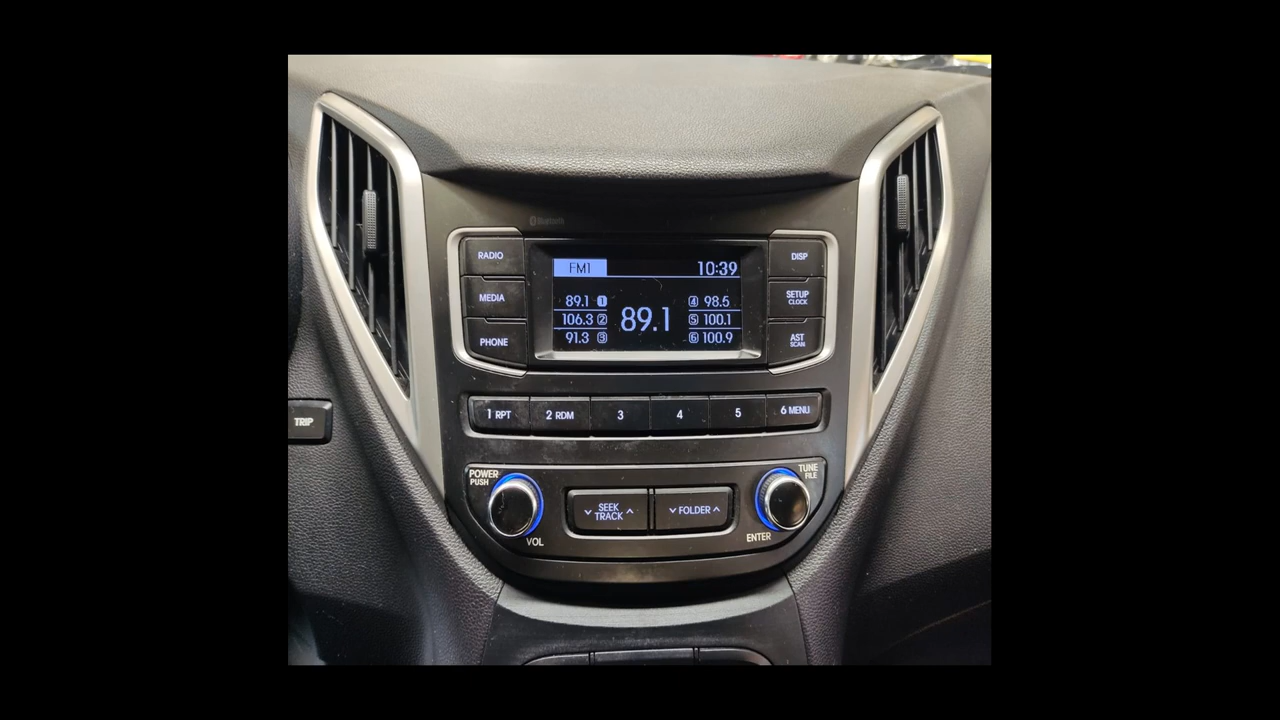 Bluetooth
RADIO
MEDIA
PHONE
FM1 10:39
89.1 1
106.3 2
91.3 3
89.1
4 98.5
5 100.1
6 100.9
DISP
SETUP
CLOCK
AST
SCAN
1 RPT 2 RDM 3 4 5 6 MENU
TRIP
POWER
PUSH
VOL
SEEK
TRACK
FOLDER
TUNE
FILE
ENTER